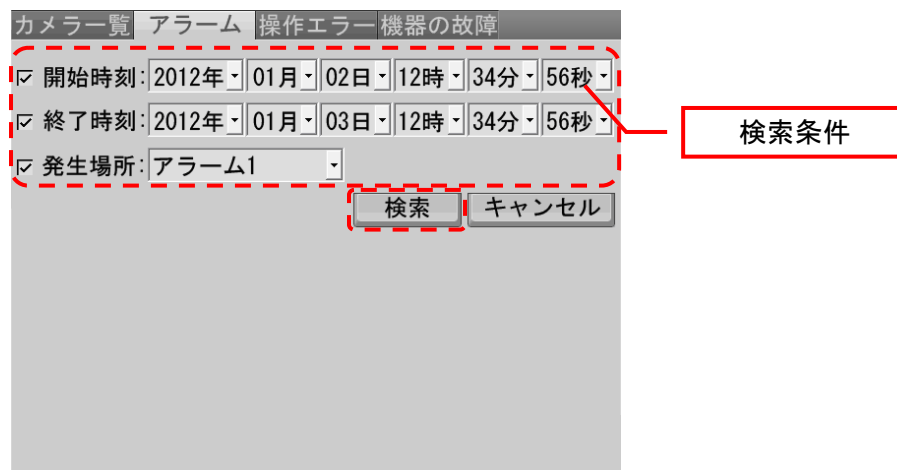 カメラ一覧 アラーム 操作エラー 機器の故障
開始時刻: 2012年 01月 02日 12時 34分 56秒
終了時刻: 2012年 01月 03日 12時 34分 56秒
検索条件
発生場所: アラーム1
検索 キャンセル